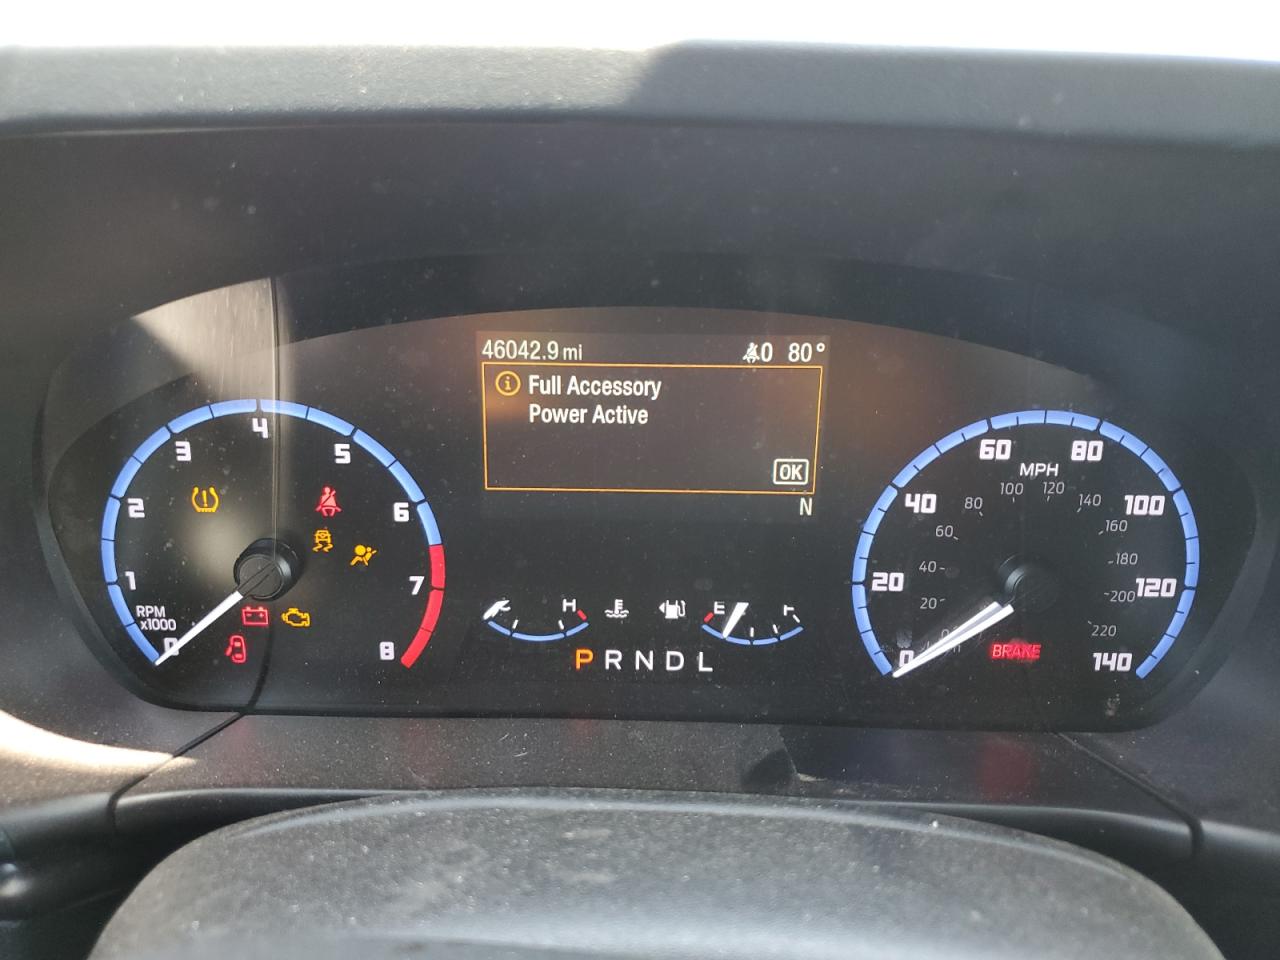 46042.9 mi 0 80°
i Full Accessory
Power Active
OK
N
0 1 2 3 4 5 6 7 8
RPM
x1000
H
E
P R N D L
0 20 40 60 80 100 120 140
MPH
20 40 60 80 100 120 140 160 180 200 220
BRAKE